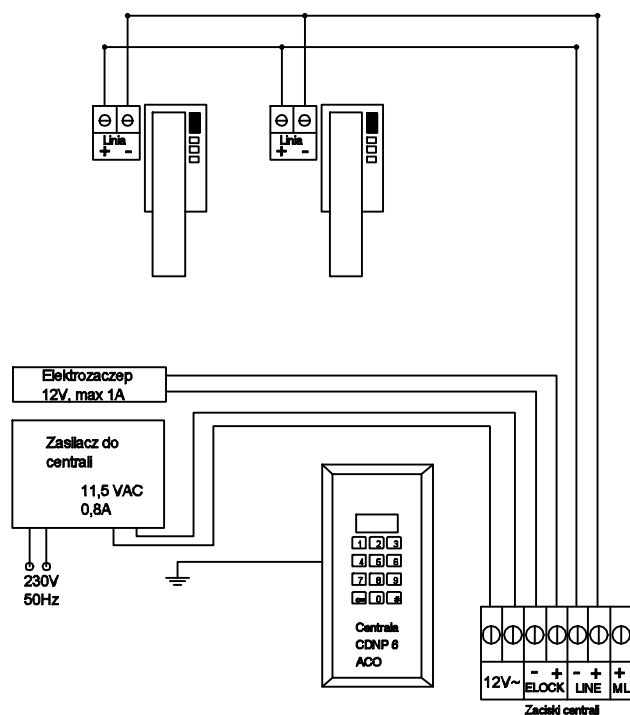 Linia
+ -
Linia
+ -
Elektrozaczep
12V, max 1A
Zasilacz do
centrali
11,5 VAC
0,8A
230V
50Hz
1 2 3
4 5 6
7 8 9
0 #
Centrala
CDNP 6
ACO
- + - + +
12V~ ELOCK LINE ML
Zaciski centrali